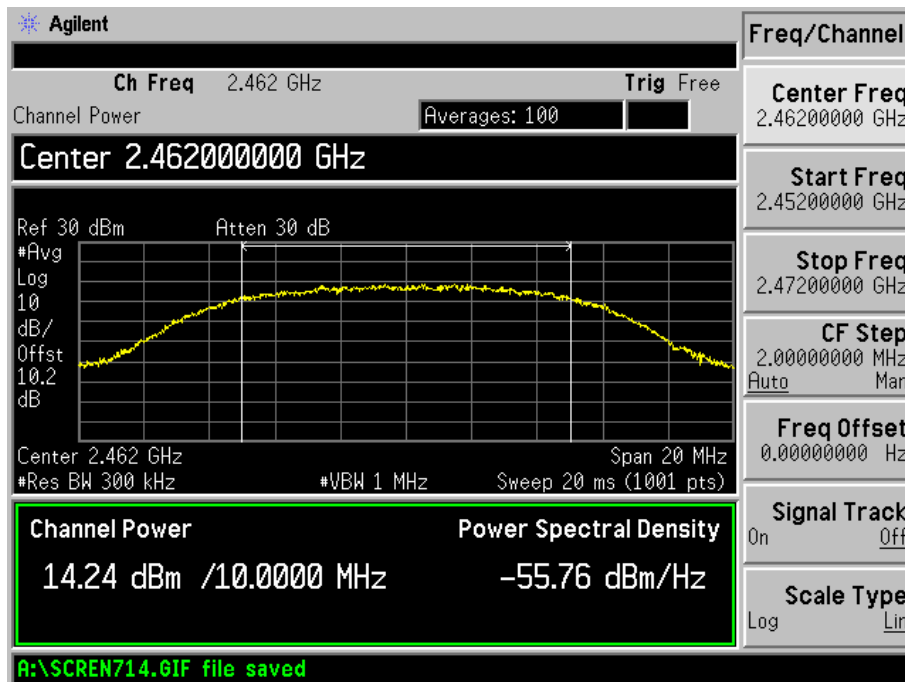 Agilent
Freq/Channel
Ch Freq 2.462 GHz Trig Free
Channel Power Averages: 100
Center 2.462000000 GHz
Ref 30 dBm Atten 30 dB
#Avg
Log
10
dB/
Offst
10.2
dB
Center 2.462 GHz Span 20 MHz
#Res BW 300 kHz #VBW 1 MHz Sweep 20 ms (1001 pts)
Channel Power Power Spectral Density
14.24 dBm /10.0000 MHz -55.76 dBm/Hz
A:\SCREN714.GIF file saved
Center Freq
2.46200000 GHz
Start Freq
2.45200000 GHz
Stop Freq
2.47200000 GHz
CF Step
2.00000000 MHz
Auto Man
Freq Offset
0.00000000 Hz
Signal Track
On Off
Scale Type
Log Lin